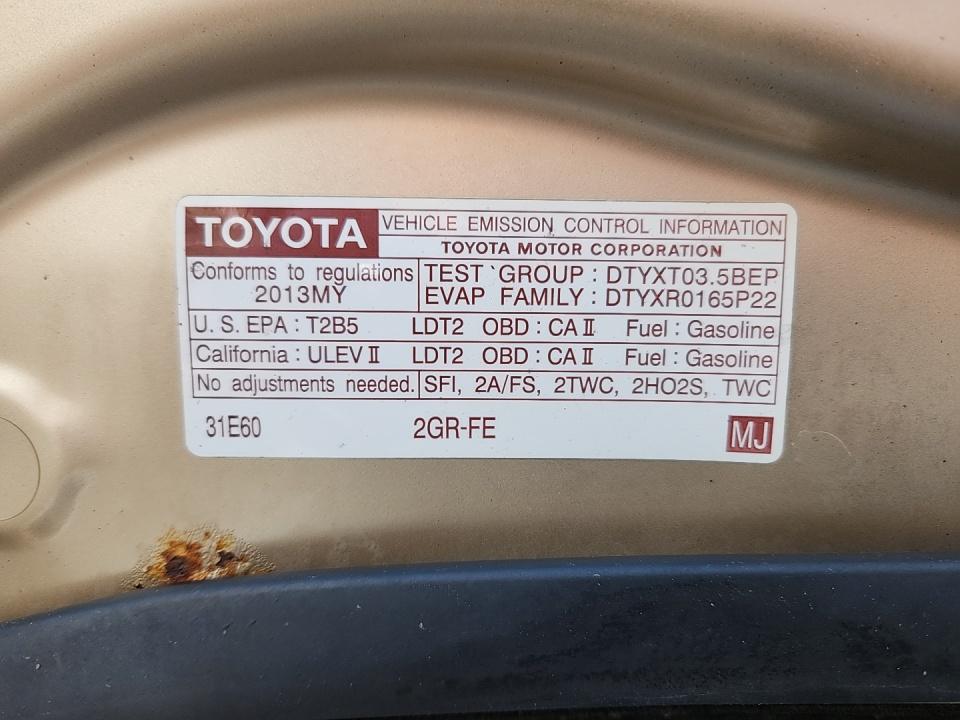 TOYOTA VEHICLE EMISSION CONTROL INFORMATION
TOYOTA MOTOR CORPORATION
Conforms to regulations TEST GROUP : DTYXT03.5BEP
2013MY EVAP FAMILY : DTYXR0165P22
U. S. EPA : T2B5 LDT2 OBD : CA II Fuel : Gasoline
California : ULEV II LDT2 OBD : CA II Fuel : Gasoline
No adjustments needed. SFI, 2A/FS, 2TWC, 2HO2S, TWC
31E60 2GR-FE MJ